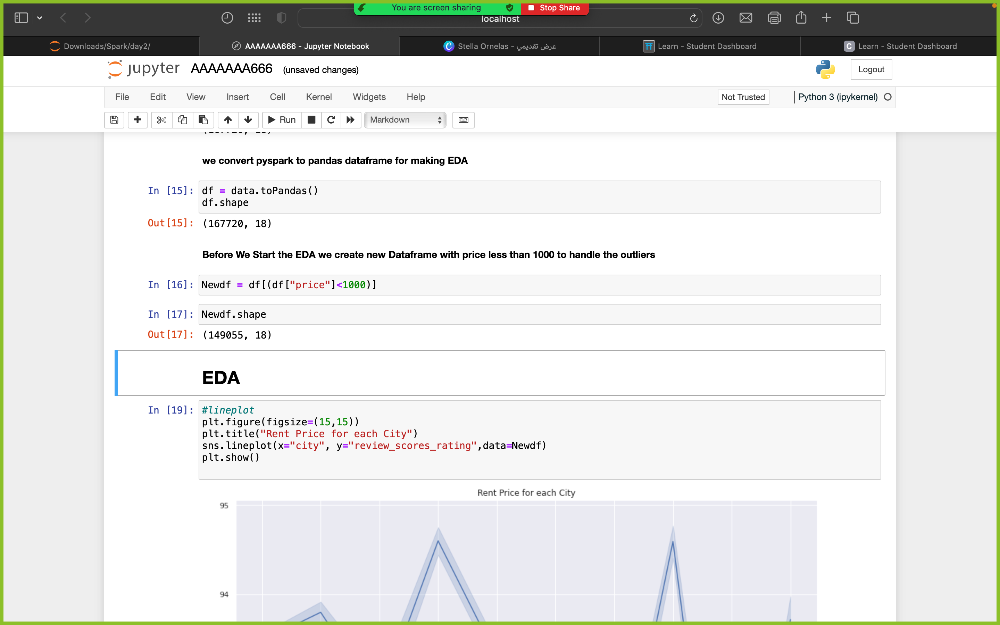 You are screen sharing
Stop Share
localhost
Downloads/Spark/day2/
AAAAAAA666 - Jupyter Notebook
Stella Ornelas - عرض تقديمي
Learn - Student Dashboard
C Learn - Student Dashboard
jupyter AAAAAAA666 (unsaved changes)
Logout
File Edit View Insert Cell Kernel Widgets Help
Not Trusted
Python 3 (ipykernel)
Run
Markdown
we convert pyspark to pandas dataframe for making EDA
In [15]: df = data.toPandas()
df.shape
Out[15]: (167720, 18)
Before We Start the EDA we create new Dataframe with price less than 1000 to handle the outliers
In [16]: Newdf = df[(df["price"]<1000)]
In [17]: Newdf.shape
Out[17]: (149055, 18)
EDA
In [19]: #lineplot
plt.figure(figsize=(15,15))
plt.title("Rent Price for each City")
sns.lineplot(x="city", y="review_scores_rating",data=Newdf)
plt.show()
Rent Price for each City
95
94